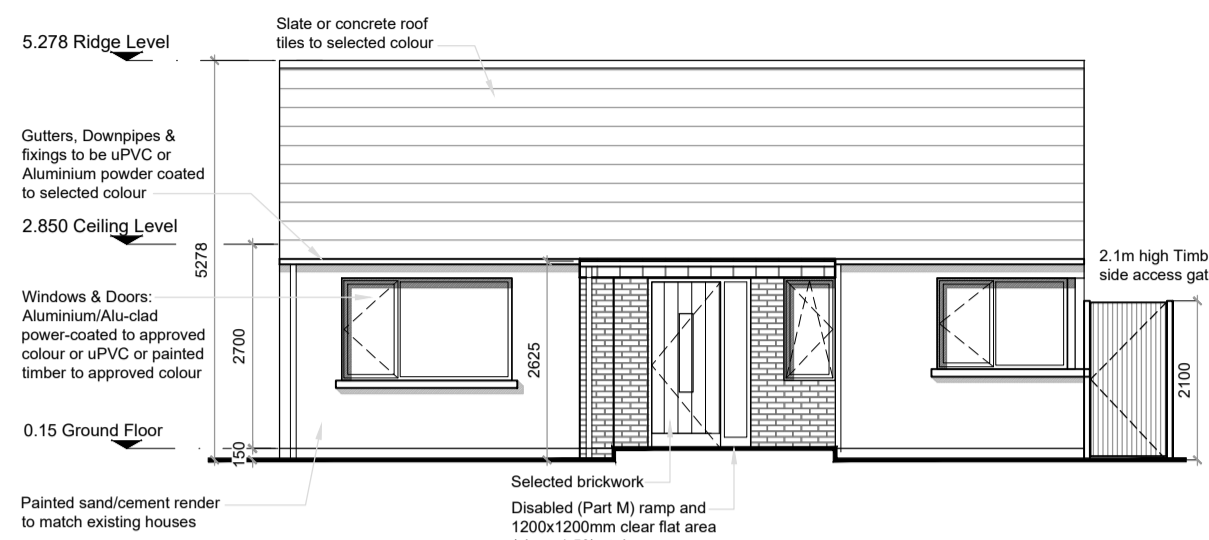 Slate or concrete roof
tiles to selected colour
5.278 Ridge Level
Gutters, Downpipes &
fixings to be uPVC or
Aluminium powder coated
to selected colour
2.850 Ceiling Level
5278
2.1m high Timb
side access gat
Windows & Doors:
Aluminium/Alu-clad
power-coated to approved
colour or uPVC or painted
timber to approved colour
2700
2625
2100
0.15 Ground Floor
150
Selected brickwork
Painted sand/cement render
to match existing houses
Disabled (Part M) ramp and
1200x1200mm clear flat area